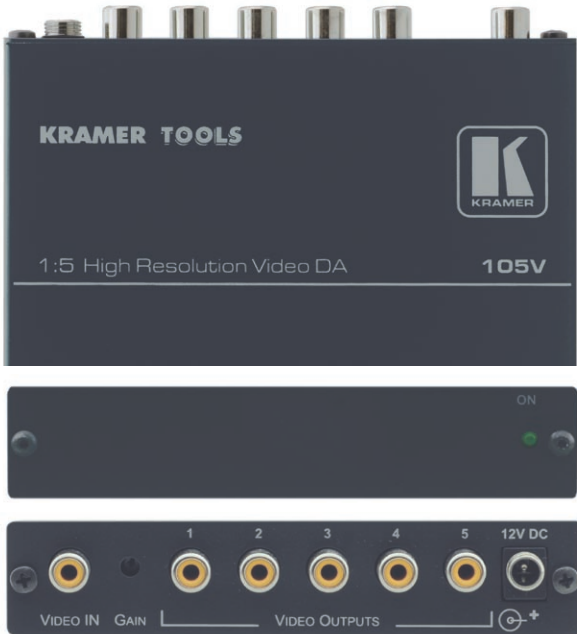 KRAMER TOOLS
KRAMER
1:5 High Resolution Video DA 105V
ON
1 2 3 4 5 12V DC
VIDEO IN GAIN VIDEO OUTPUTS +